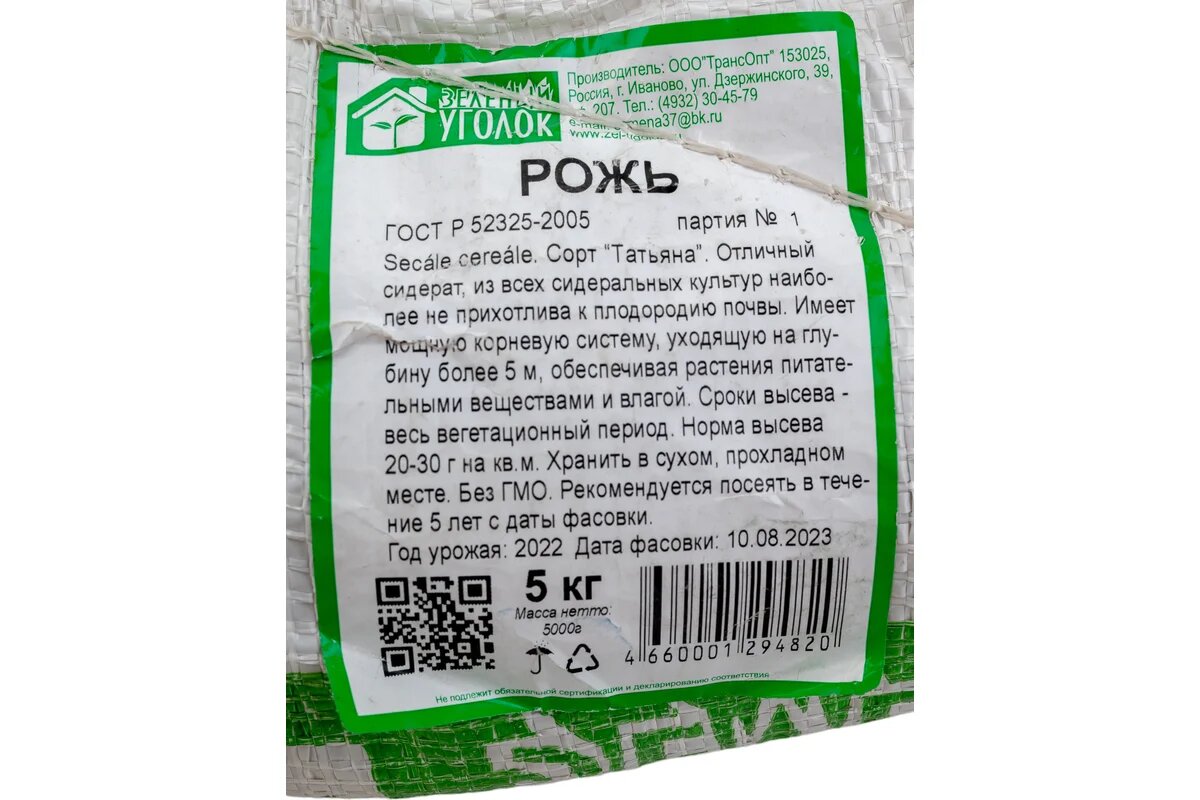 ЗЕЛЕНЫЙ
УГОЛОК
Производитель: ООО"ТрансОпт" 153025,
Россия, г. Иваново, ул. Дзержинского, 39,
207. Тел.: (4932) 30-45-79
e-mail:
РОЖЬ
ГОСТ Р 52325-2005 партия № 1
Secále cereále. Сорт "Татьяна". Отличный
сидерат, из всех сидеральных культур наибо-
лее не прихотлива к плодородию почвы. Имеет
мощную корневую систему, уходящую на глу-
бину более 5 м, обеспечивая растения питате-
льными веществами и влагой. Сроки высева -
весь вегетационный период. Норма высева
20-30 г на кв.м. Хранить в сухом, прохладном
месте. Без ГМО. Рекомендуется посеять в тече-
ние 5 лет с даты фасовки.
Год урожая: 2022 Дата фасовки: 10.08.2023
5 кг
Масса нетто:
5000г
4 660001 294820
Не подлежит обязательной сертификации и декларированию соответствия